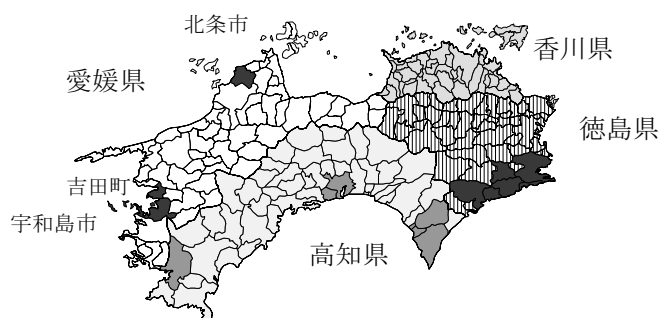 北条市
香川県
愛媛県
徳島県
吉田町
宇和島市
高知県